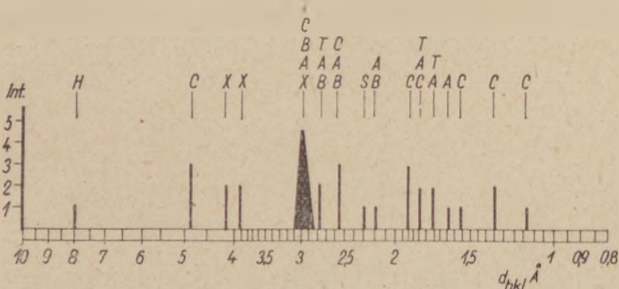 C
B T C T
A A A A A T
H C X X X B B S B C C A A C C C
Int.
5
4
3
2
1
10 9 8 7 6 5 4 3,5 3 2,5 2 1,5 1 0,9 0,8
dhkl Å